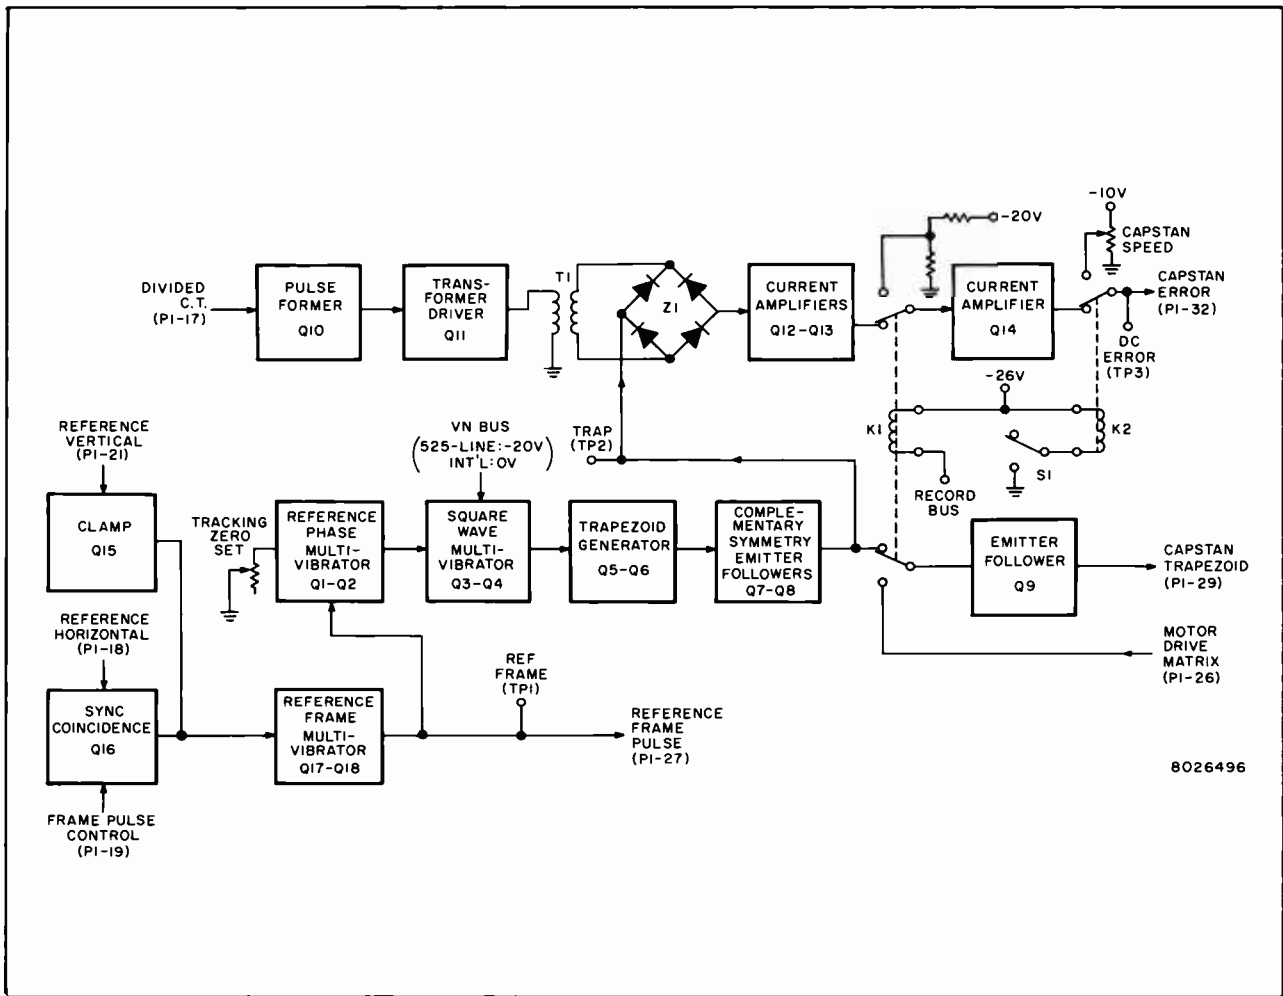 -10V
-20V
CAPSTAN
SPEED
DIVIDED
C.T.
(P1-17)
PULSE
FORMER
Q10
TRANS-
FORMER
DRIVER
Q11
T1
Z1
CURRENT
AMPLIFIERS
Q12-Q13
CURRENT
AMPLIFIER
Q14
CAPSTAN
ERROR
(P1-32)
DC
ERROR
(TP3)
-26V
K1
K2
S1
RECORD
BUS
REFERENCE
VERTICAL
(P1-21)
CLAMP
Q15
TRACKING
ZERO
SET
REFERENCE
PHASE
MULTI-
VIBRATOR
Q1-Q2
VN BUS
(525-LINE:-20V
INT'L:0V)
SQUARE
WAVE
MULTI-
VIBRATOR
Q3-Q4
TRAP
(TP2)
TRAPEZOID
GENERATOR
Q5-Q6
COMPLE-
MENTARY
SYMMETRY
EMITTER
FOLLOWERS
Q7-Q8
EMITTER
FOLLOWER
Q9
CAPSTAN
TRAPEZOID
(P1-29)
REFERENCE
HORIZONTAL
(P1-18)
SYNC
COINCIDENCE
Q16
FRAME PULSE
CONTROL
(P1-19)
REFERENCE
FRAME
MULTI-
VIBRATOR
Q17-Q18
REF
FRAME
(TP1)
REFERENCE
FRAME
PULSE
(P1-27)
MOTOR
DRIVE
MATRIX
(P1-26)
8026496